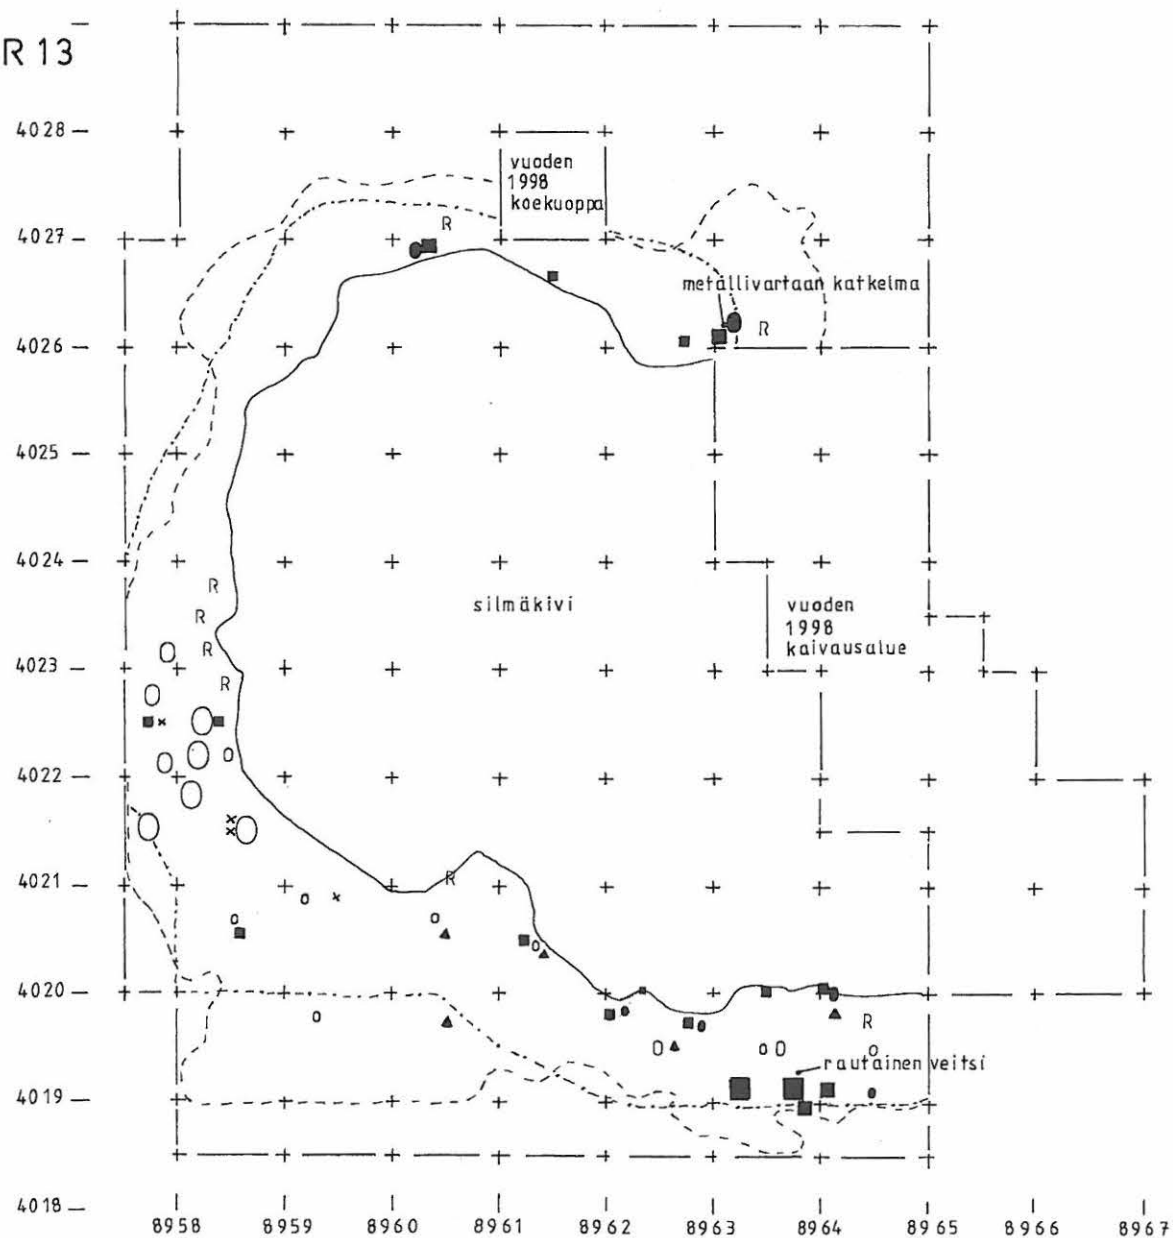 R 13
4028
vuoden
1998
koekuoppa
R
4027
metallivartaan katkelma
R
4026
4025
4024
R
silmäkivi
vuoden
1998
kaivausalue
R
R
4023
R
4022
4021
R
4020
R
rautainen veitsi
4019
4018
8958 8959 8960 8961 8962 8963 8964 8965 8966 8967